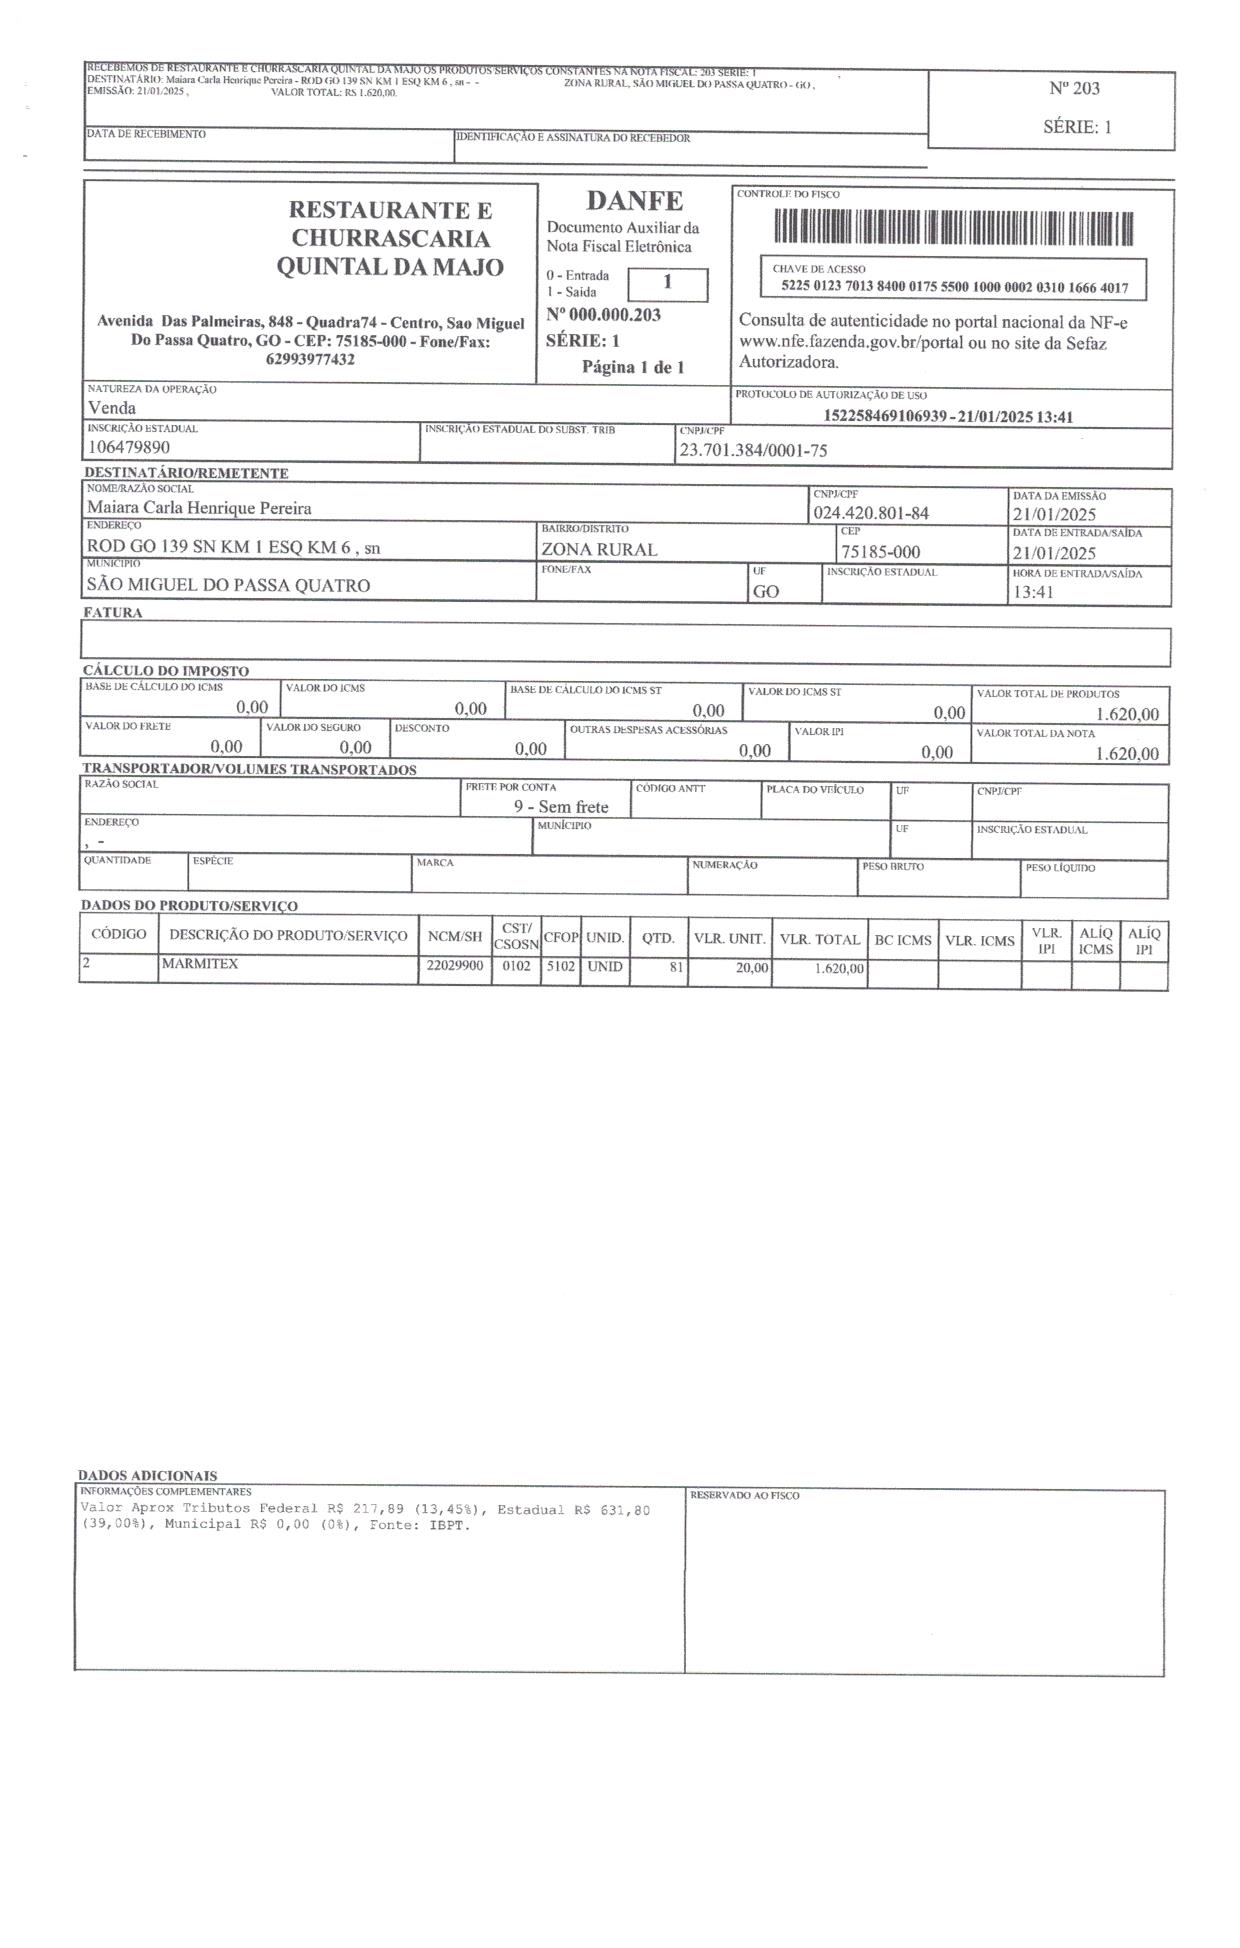 RECEBEMOS DE RESTAURANTE E CHURRASCARIA QUINTAL DA MAJO OS PRODUTOS/SERVIÇOS CONSTANTES NA NOTA FISCAL: 203 SERIE: 1
DESTINATÁRIO: Maiara Carla Henrique Pereira - ROD GO 139 SN KM 1 ESQ KM 6 , sn - - ZONA RURAL, SÃO MIGUEL DO PASSA QUATRO - GO ,
EMISSÃO: 21/01/2025 , VALOR TOTAL: R$ 1.620,00.
Nº 203
SÉRIE: 1
DATA DE RECEBIMENTO IDENTIFICAÇÃO E ASSINATURA DO RECEBEDOR
RESTAURANTE E
CHURRASCARIA
QUINTAL DA MAJO
Avenida Das Palmeiras, 848 - Quadra74 - Centro, Sao Miguel
Do Passa Quatro, GO - CEP: 75185-000 - Fone/Fax:
62993977432
DANFE
Documento Auxiliar da
Nota Fiscal Eletrônica
0 - Entrada
1 - Saída
1
Nº 000.000.203
SÉRIE: 1
Página 1 de 1
CONTROLE DO FISCO
CHAVE DE ACESSO
5225 0123 7013 8400 0175 5500 1000 0002 0310 1666 4017
Consulta de autenticidade no portal nacional da NF-e
www.nfe.fazenda.gov.br/portal ou no site da Sefaz
Autorizadora.
NATUREZA DA OPERAÇÃO
Venda
PROTOCOLO DE AUTORIZAÇÃO DE USO
152258469106939 - 21/01/2025 13:41
INSCRIÇÃO ESTADUAL INSCRIÇÃO ESTADUAL DO SUBST. TRIB CNPJ/CPF
106479890 23.701.384/0001-75
DESTINATÁRIO/REMETENTE
NOME/RAZÃO SOCIAL CNPJ/CPF DATA DA EMISSÃO
Maiara Carla Henrique Pereira 024.420.801-84 21/01/2025
ENDEREÇO BAIRRO/DISTRITO CEP DATA DE ENTRADA/SAÍDA
ROD GO 139 SN KM 1 ESQ KM 6 , sn ZONA RURAL 75185-000 21/01/2025
MUNICÍPIO FONE/FAX UF INSCRIÇÃO ESTADUAL HORA DE ENTRADA/SAÍDA
SÃO MIGUEL DO PASSA QUATRO GO 13:41
FATURA
CÁLCULO DO IMPOSTO
BASE DE CÁLCULO DO ICMS VALOR DO ICMS BASE DE CÁLCULO DO ICMS ST VALOR DO ICMS ST VALOR TOTAL DE PRODUTOS
0,00 0,00 0,00 0,00 1.620,00
VALOR DO FRETE VALOR DO SEGURO DESCONTO OUTRAS DESPESAS ACESSÓRIAS VALOR IPI VALOR TOTAL DA NOTA
0,00 0,00 0,00 0,00 0,00 1.620,00
TRANSPORTADOR/VOLUMES TRANSPORTADOS
RAZÃO SOCIAL FRETE POR CONTA CÓDIGO ANTT PLACA DO VEÍCULO UF CNPJ/CPF
9 - Sem frete
ENDEREÇO MUNÍCIPIO UF INSCRIÇÃO ESTADUAL
, -
QUANTIDADE ESPÉCIE MARCA NUMERAÇÃO PESO BRUTO PESO LÍQUIDO
DADOS DO PRODUTO/SERVIÇO
CÓDIGO DESCRIÇÃO DO PRODUTO/SERVIÇO NCM/SH CST/ CSOSN CFOP UNID. QTD. VLR. UNIT. VLR. TOTAL BC ICMS VLR. ICMS VLR. IPI ALÍQ ICMS ALÍQ IPI
2 MARMITEX 22029900 0102 5102 UNID 81 20,00 1.620,00
DADOS ADICIONAIS
INFORMAÇÕES COMPLEMENTARES RESERVADO AO FISCO
Valor Aprox Tributos Federal R$ 217,89 (13,45%), Estadual R$ 631,80
(39,00%), Municipal R$ 0,00 (0%), Fonte: IBPT.